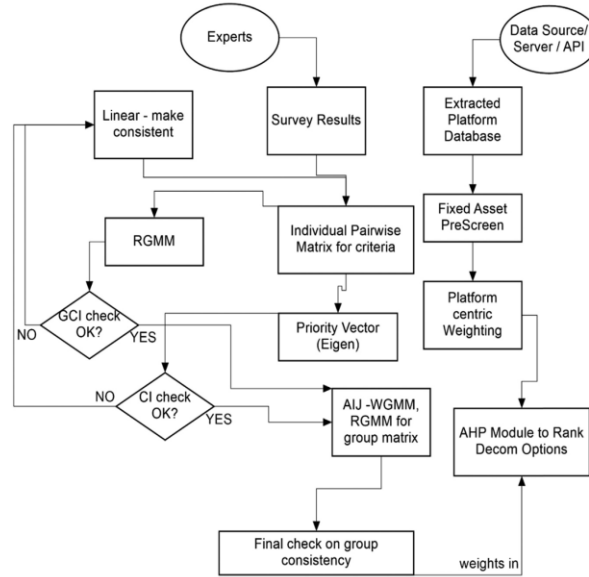 Experts
Data Source/
Server / API
Linear - make
consistent
Survey Results
Extracted
Platform
Database
RGMM
Individual Pairwise
Matrix for criteria
Fixed Asset
PreScreen
GCI check
OK?
NO
YES
Priority Vector
(Eigen)
Platform
centric
Weighting
CI check
OK?
NO
YES
AIJ -WGMM,
RGMM for
group matrix
AHP Module to Rank
Decom Options
Final check on group
consistency
weights in